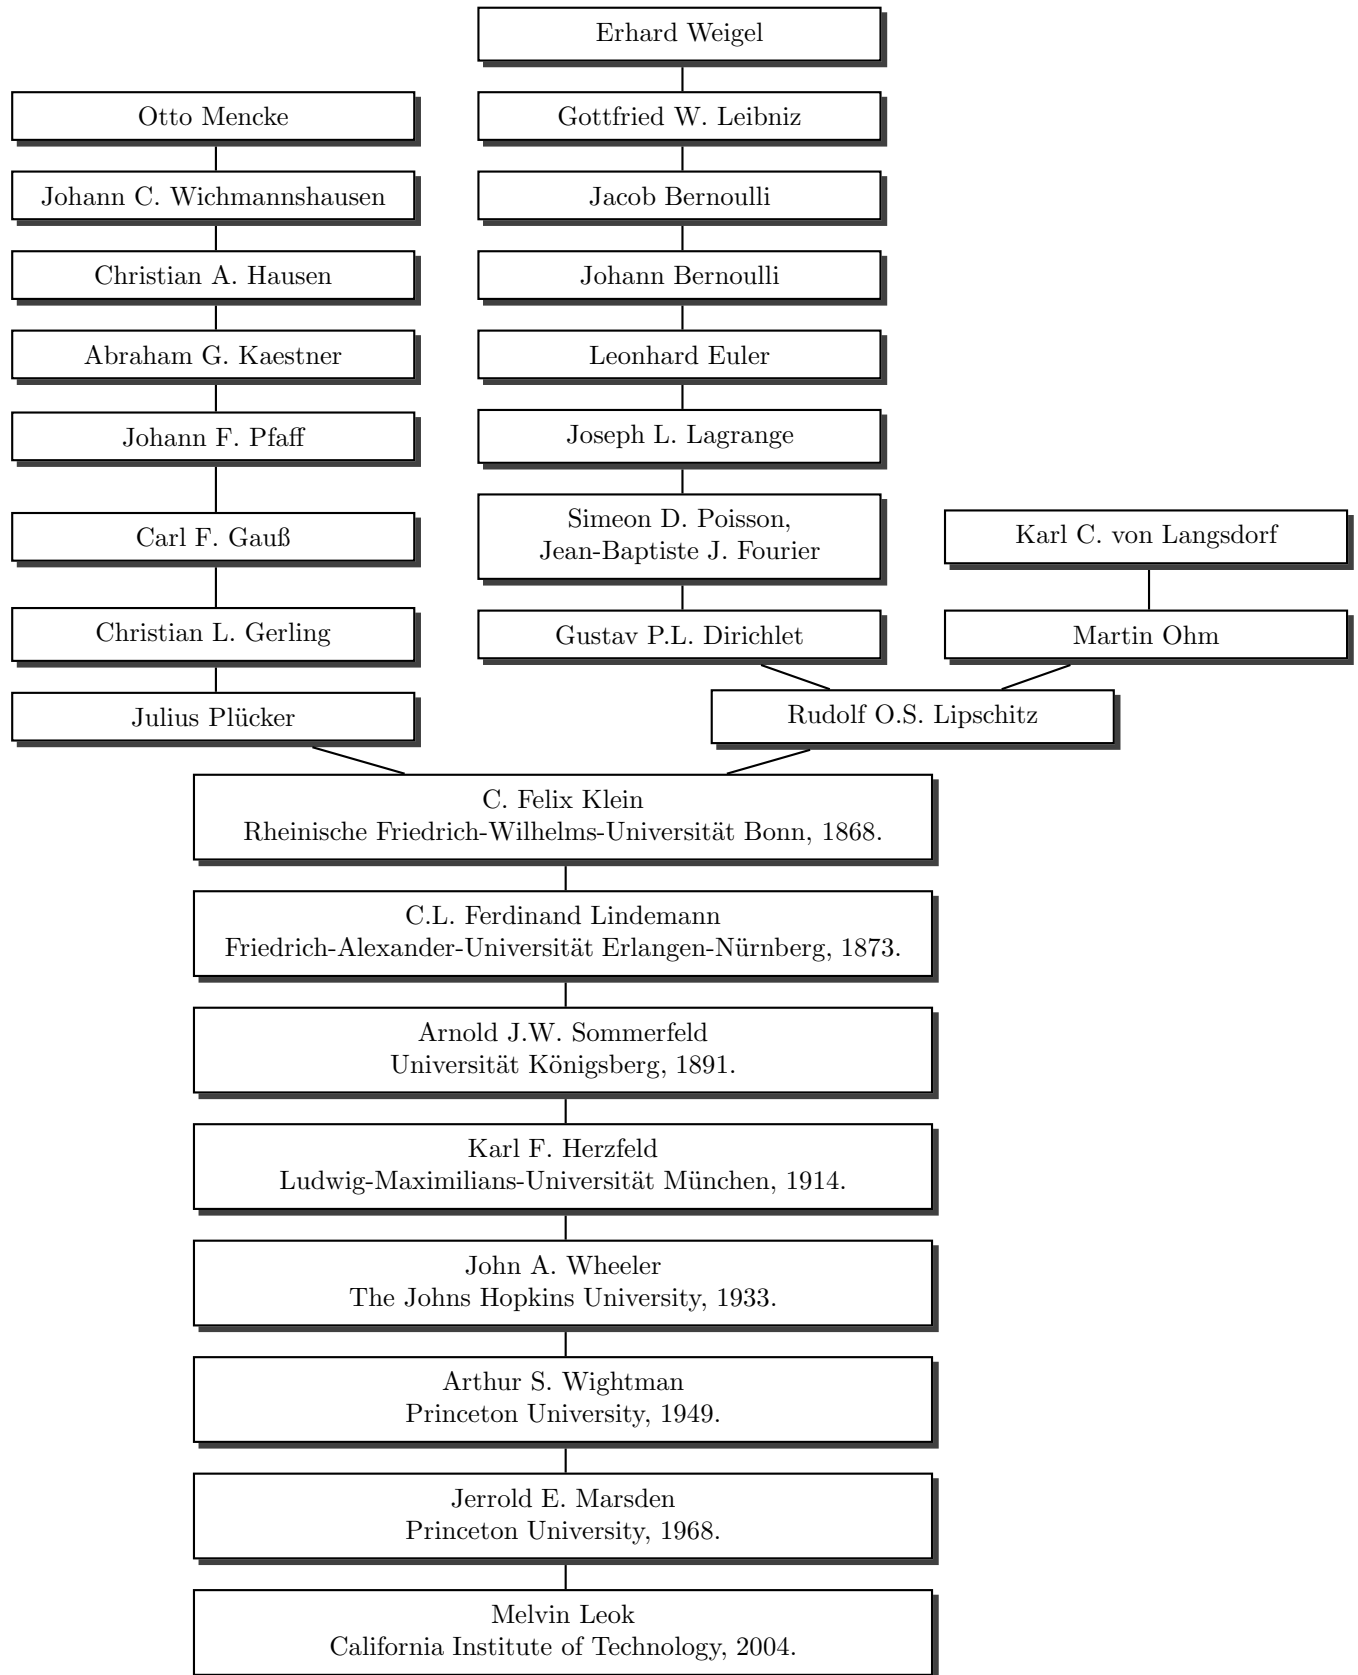 Erhard Weigel
Otto Mencke
Gottfried W. Leibniz
Johann C. Wichmannshausen
Jacob Bernoulli
Christian A. Hausen
Johann Bernoulli
Abraham G. Kaestner
Leonhard Euler
Johann F. Pfaff
Joseph L. Lagrange
Carl F. Gauß
Simeon D. Poisson,
Jean-Baptiste J. Fourier
Karl C. von Langsdorf
Christian L. Gerling
Gustav P.L. Dirichlet
Martin Ohm
Julius Plücker
Rudolf O.S. Lipschitz
C. Felix Klein
Rheinische Friedrich-Wilhelms-Universität Bonn, 1868.
C.L. Ferdinand Lindemann
Friedrich-Alexander-Universität Erlangen-Nürnberg, 1873.
Arnold J.W. Sommerfeld
Universität Königsberg, 1891.
Karl F. Herzfeld
Ludwig-Maximilians-Universität München, 1914.
John A. Wheeler
The Johns Hopkins University, 1933.
Arthur S. Wightman
Princeton University, 1949.
Jerrold E. Marsden
Princeton University, 1968.
Melvin Leok
California Institute of Technology, 2004.